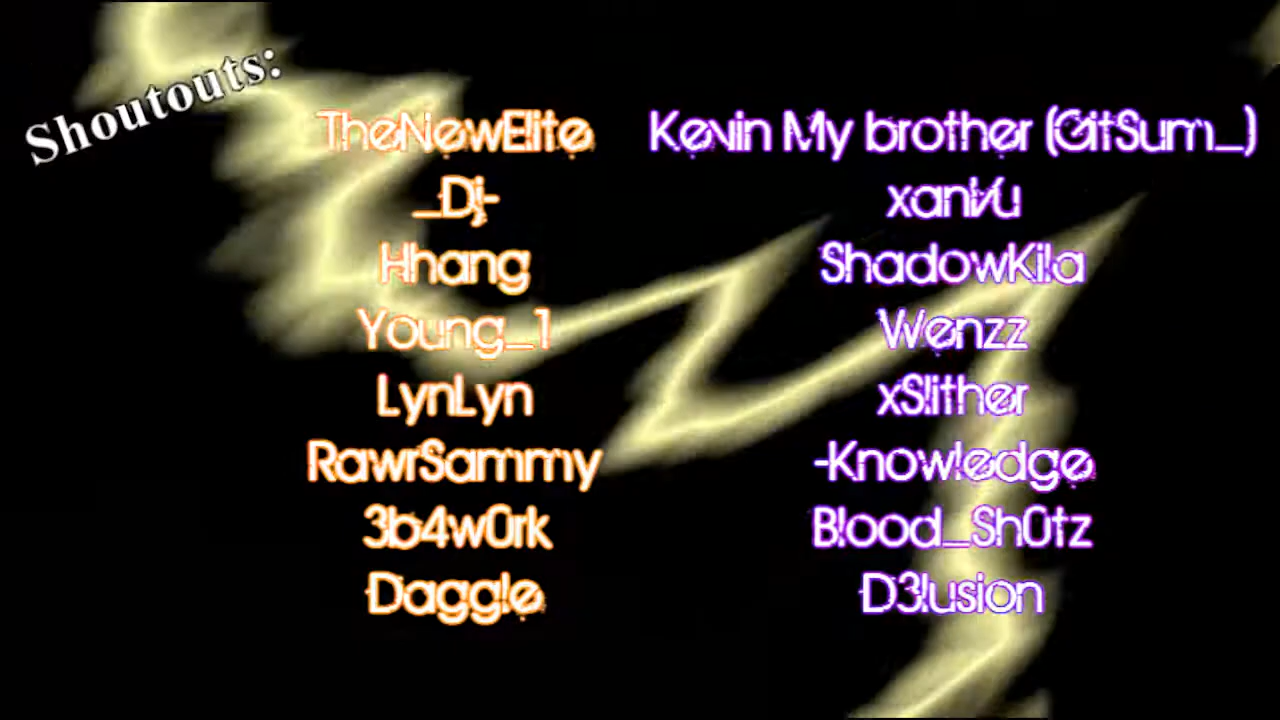 Shoutouts:
TheNewElite
_Dj-
Hhang
Young_1
LynLyn
RawrSammy
3b4w0rk
Daggle
Kevin My brother (GitSum_)
ShadowKila
Wenzz
xSlither
-Knowledge
Blood_Sh0tz
D3lusion